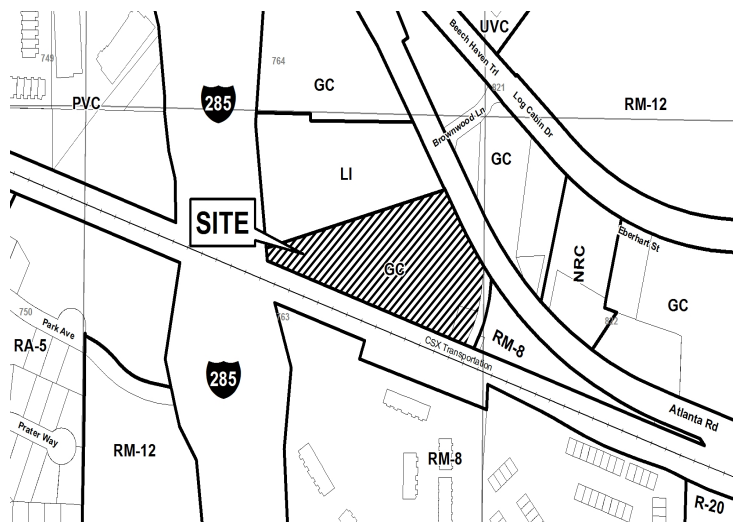 UVC
Beech Haven Trl
749
764
GC
285
821
RM-12
PVC
Log Cabin Dr
Brownwood Ln
GC
LI
SITE
Eberhart St
NRC
GC
GC
750
763
822
Park Ave
RM-8
CSX Transportation
RA-5
285
Atlanta Rd
Prater Way
RM-12
RM-8
R-20